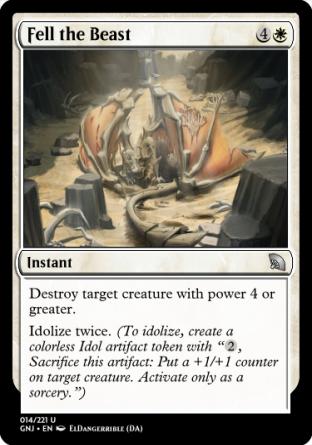 Fell the Beast 4
Instant
Destroy target creature with power 4 or
greater.
Idolize twice. (To idolize, create a
colorless Idol artifact token with “2,
Sacrifice this artifact: Put a +1/+1 counter
on target creature. Activate only as a
sorcery.”)
014/221 U
GNJ • EN ElDangerrible (DA)